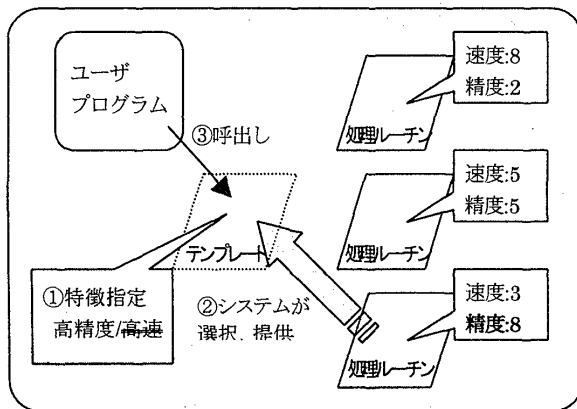 ユーザ
プログラム
③呼出し
テンプレート
①特徴指定
高精度/高速
②システムが
選択、提供
速度:8
精度:2
処理ルーチン
速度:5
精度:5
処理ルーチン
速度:3
精度:8
処理ルーチン